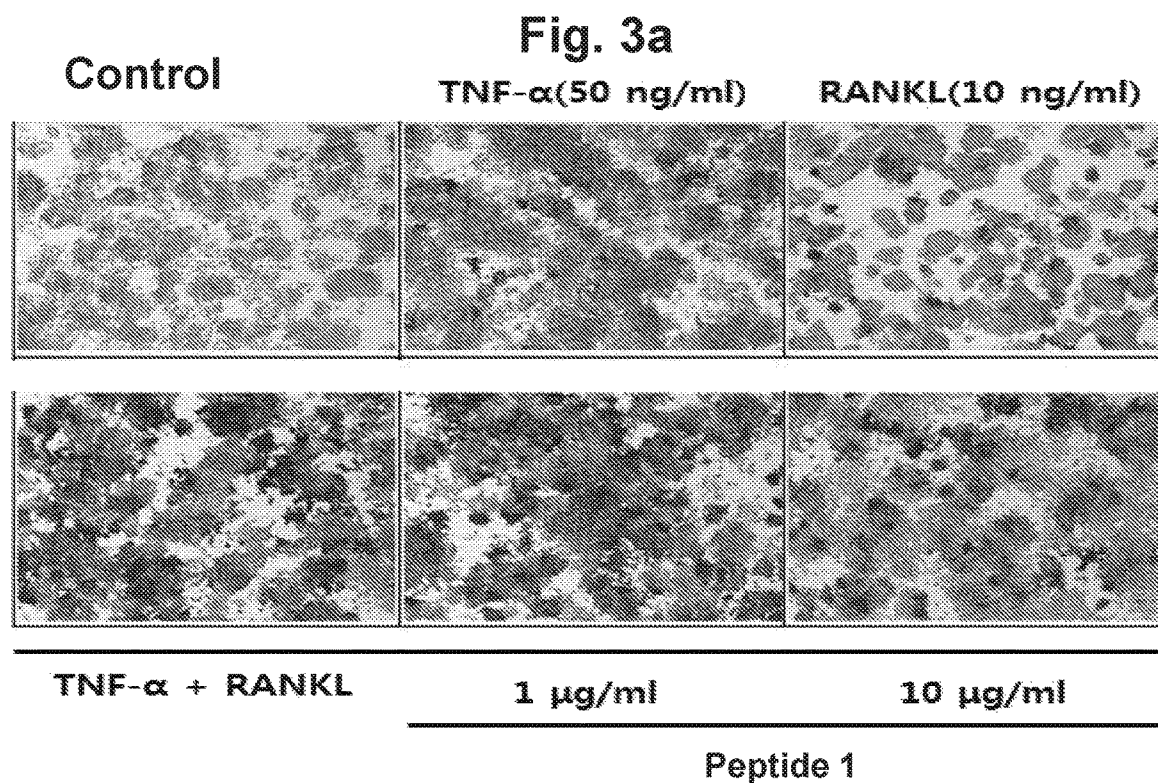 Fig. 3a
Control
TNF-α(50 ng/ml)
RANKL(10 ng/ml)
TNF-α + RANKL
1 μg/ml
10 μg/ml
Peptide 1